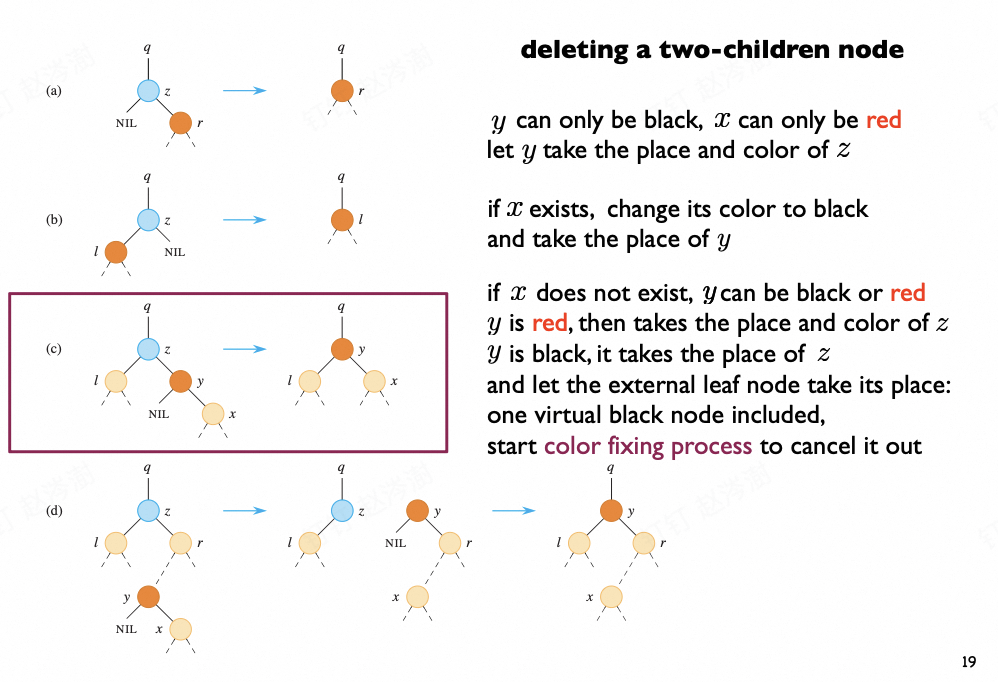 deleting a two-children node
y can only be black, x can only be red
let y take the place and color of z
if x exists, change its color to black
and take the place of y
if x does not exist, y can be black or red
y is red, then takes the place and color of z
y is black, it takes the place of z
and let the external leaf node take its place:
one virtual black node included,
start color fixing process to cancel it out
q
q
(a)
z
r
NIL
r
q
q
(b)
z
l
l
NIL
q
q
(c)
z
y
l
y
l
x
NIL
x
q
q
(d)
z
z
y
y
l
r
l
NIL
r
l
r
y
x
x
NIL
x
19